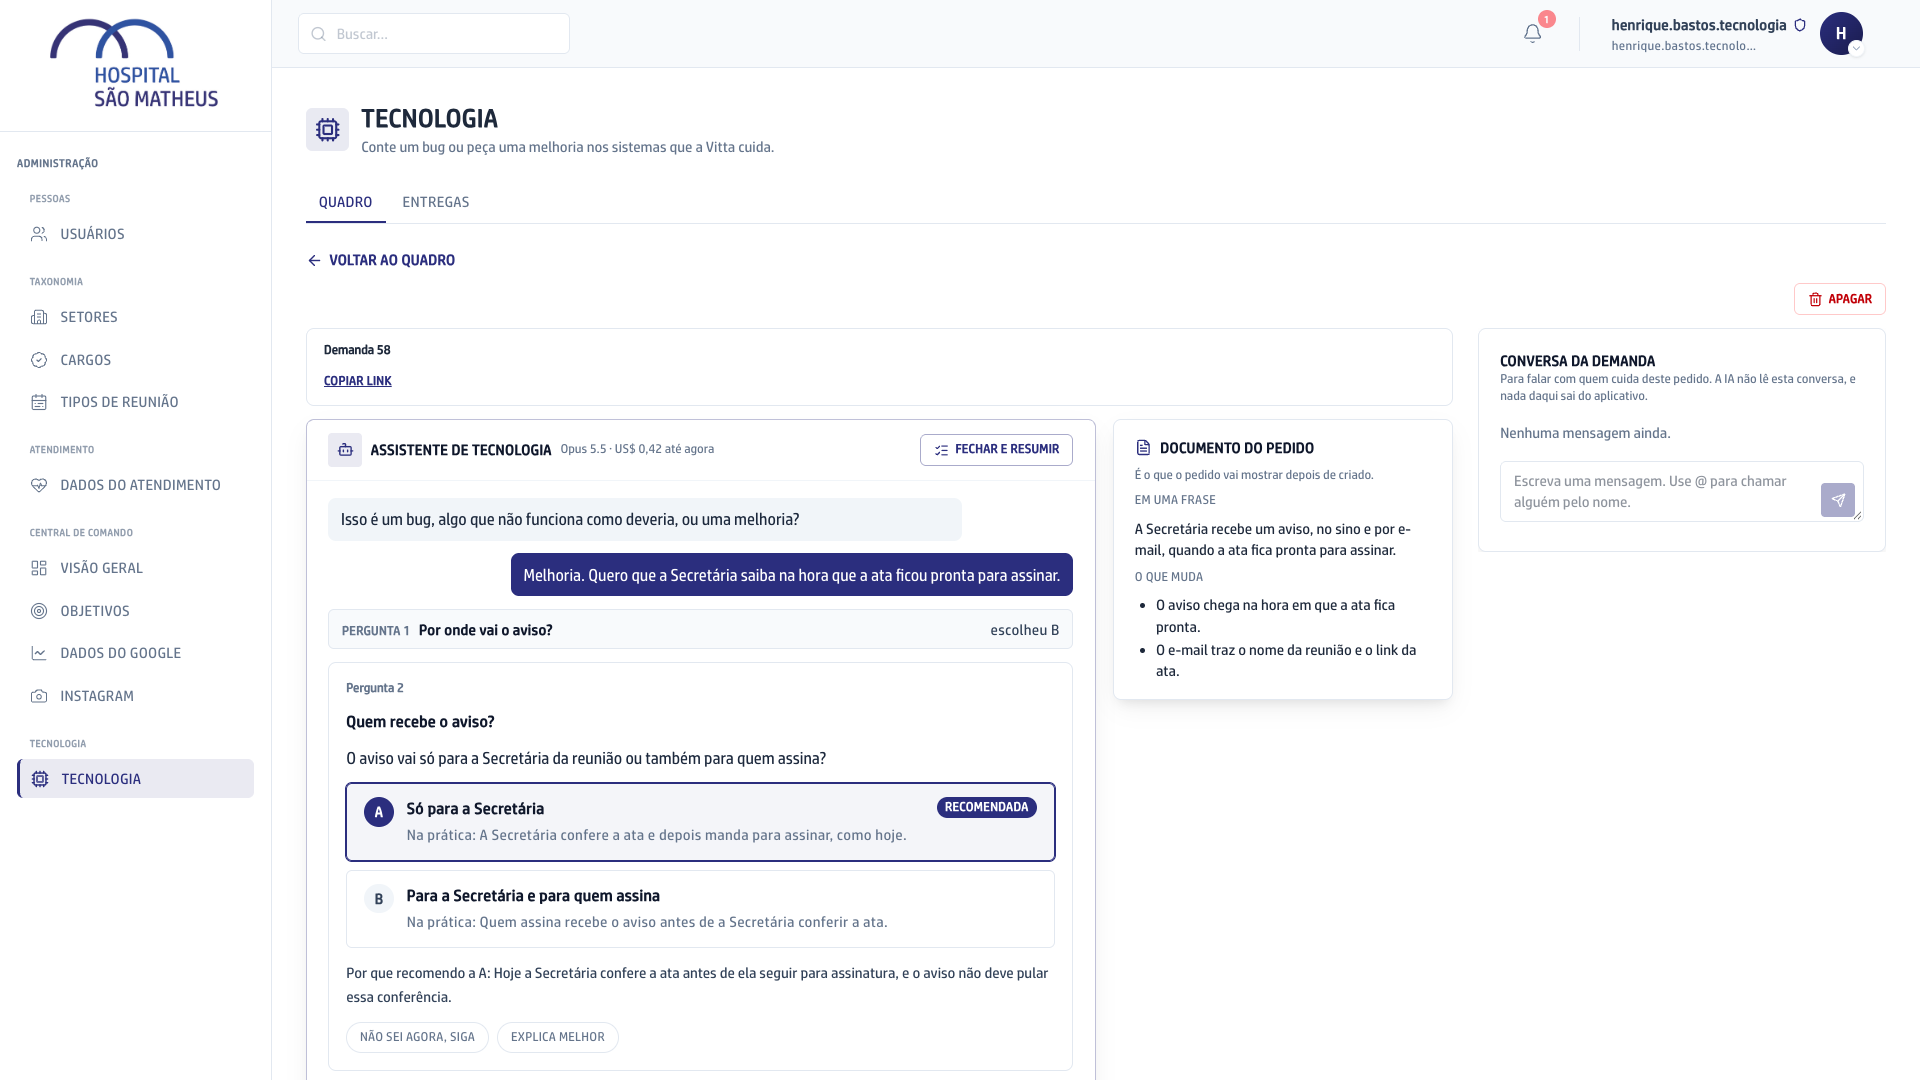 HOSPITAL
SÃO MATHEUS
ADMINISTRAÇÃO
PESSOAS
USUÁRIOS
TAXONOMIA
SETORES
CARGOS
TIPOS DE REUNIÃO
ATENDIMENTO
DADOS DO ATENDIMENTO
CENTRAL DE COMANDO
VISÃO GERAL
OBJETIVOS
DADOS DO GOOGLE
INSTAGRAM
TECNOLOGIA
TECNOLOGIA
Buscar...
1
henrique.bastos.tecnologia
henrique.bastos.tecnolo...
H
TECNOLOGIA
Conte um bug ou peça uma melhoria nos sistemas que a Vitta cuida.
QUADRO
ENTREGAS
VOLTAR AO QUADRO
APAGAR
Demanda 58
COPIAR LINK
ASSISTENTE DE TECNOLOGIA
Opus 5.5 · US$ 0,42 até agora
FECHAR E RESUMIR
Isso é um bug, algo que não funciona como deveria, ou uma melhoria?
Melhoria. Quero que a Secretária saiba na hora que a ata ficou pronta para assinar.
PERGUNTA 1 Por onde vai o aviso?
escolheu B
Pergunta 2
Quem recebe o aviso?
O aviso vai só para a Secretária da reunião ou também para quem assina?
A
Só para a Secretária
RECOMENDADA
Na prática: A Secretária confere a ata e depois manda para assinar, como hoje.
B
Para a Secretária e para quem assina
Na prática: Quem assina recebe o aviso antes de a Secretária conferir a ata.
Por que recomendo a A: Hoje a Secretária confere a ata antes de ela seguir para assinatura, e o aviso não deve pular
essa conferência.
NÃO SEI AGORA, SIGA
EXPLICA MELHOR
DOCUMENTO DO PEDIDO
É o que o pedido vai mostrar depois de criado.
EM UMA FRASE
A Secretária recebe um aviso, no sino e por e-
mail, quando a ata fica pronta para assinar.
O QUE MUDA
• O aviso chega na hora em que a ata fica
pronta.
• O e-mail traz o nome da reunião e o link da
ata.
CONVERSA DA DEMANDA
Para falar com quem cuida deste pedido. A IA não lê esta conversa, e
nada daqui sai do aplicativo.
Nenhuma mensagem ainda.
Escreva uma mensagem. Use @ para chamar
alguém pelo nome.